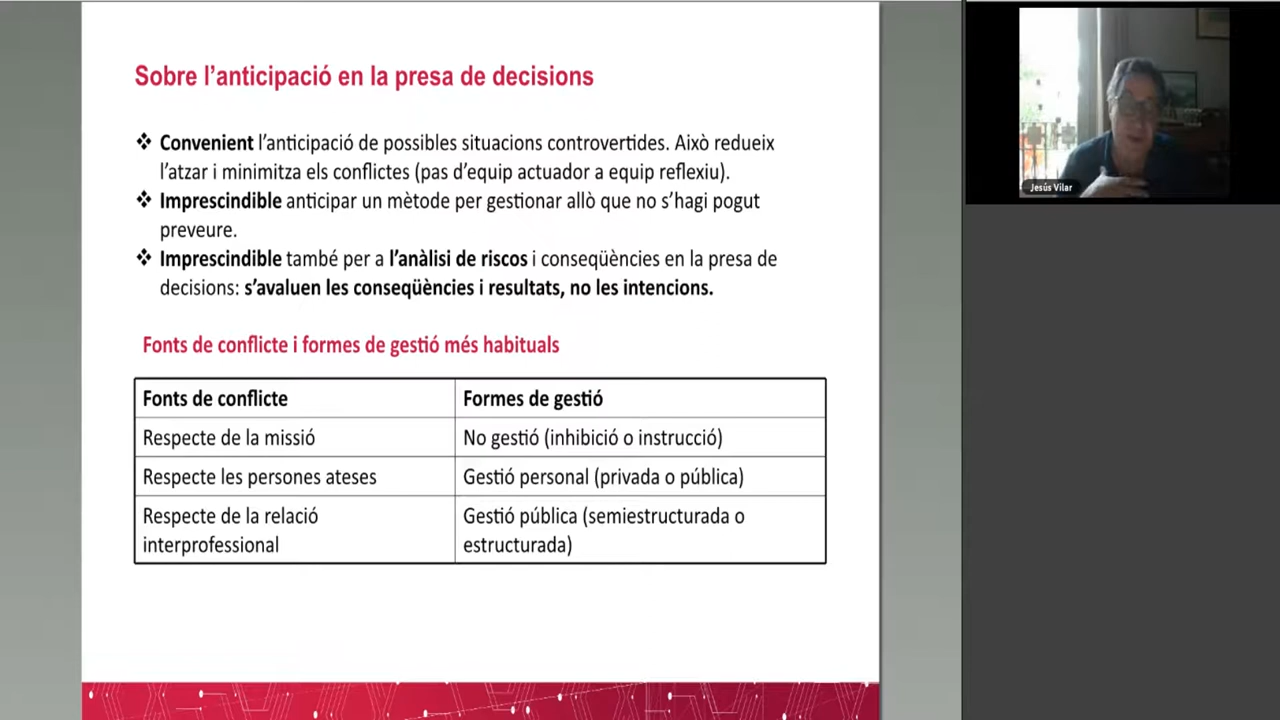 Sobre l’anticipació en la presa de decisions
❖ Convenient l’anticipació de possibles situacions controvertides. Això redueix
l’atzar i minimitza els conflictes (pas d’equip actuador a equip reflexiu).
❖ Imprescindible anticipar un mètode per gestionar allò que no s’hagi pogut
preveure.
❖ Imprescindible també per a l’anàlisi de riscos i conseqüències en la presa de
decisions: s’avaluen les conseqüències i resultats, no les intencions.
Fonts de conflicte i formes de gestió més habituals
Fonts de conflicte
Formes de gestió
Respecte de la missió
No gestió (inhibició o instrucció)
Respecte les persones ateses
Gestió personal (privada o pública)
Respecte de la relació
interprofessional
Gestió pública (semiestructurada o
estructurada)
Jesús Vilar